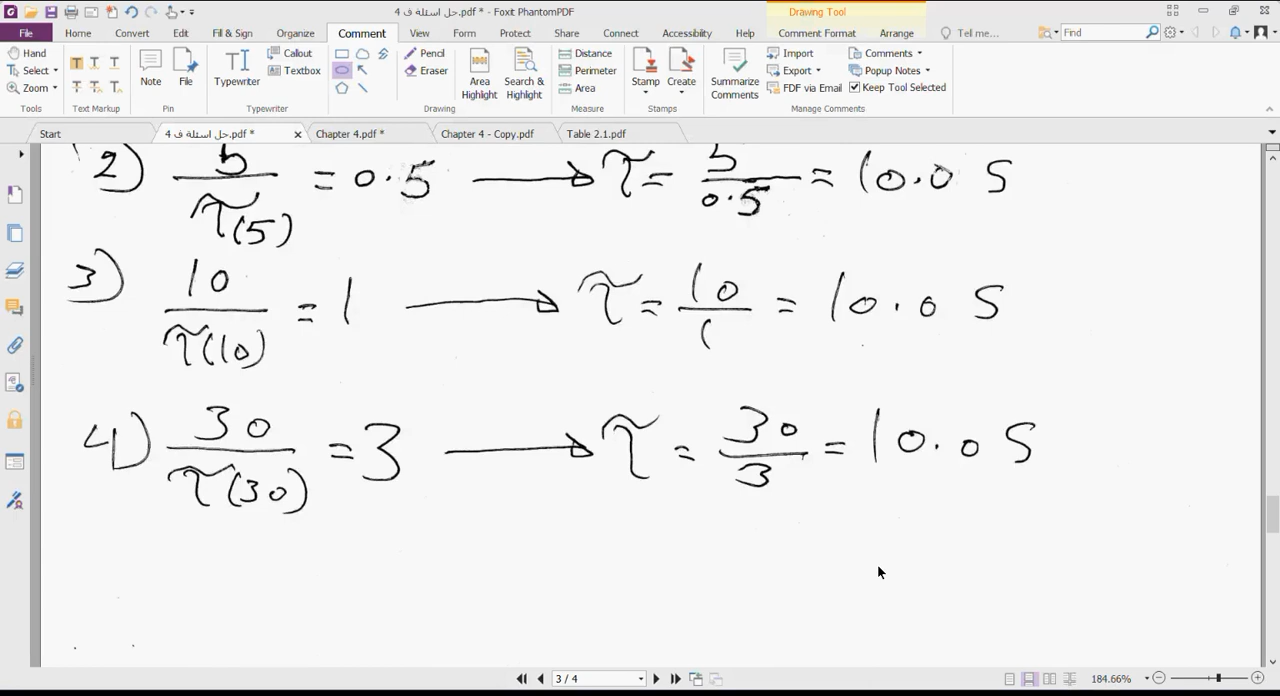 حل اسئلة ف 4.pdf * - Foxit PhantomPDF
Drawing Tool
File Home Convert Edit Fill & Sign Organize Comment View Form Protect Share Connect Accessibility Help Comment Format Arrange Tell me... Find
Hand
Select
Zoom
Tools
T T T
T T T
Text Markup
Note File
Pin
Typewriter
Callout
Textbox
Typewriter
Pencil
Eraser
Drawing
Area Highlight
Search & Highlight
Distance
Perimeter
Area
Measure
Stamp Create
Stamps
Summarize Comments
Import
Export
FDF via Email
Comments
Popup Notes
Keep Tool Selected
Manage Comments
Start حل اسئلة ف 4.pdf * Chapter 4.pdf * Chapter 4 - Copy.pdf Table 2.1.pdf
2) 5/τ(5) = 0.5 → τ = 5/0.5 = 10.0 S
3) 10/τ(10) = 1 → τ = 10/1 = 10.0 S
4) 30/τ(30) = 3 → τ = 30/3 = 10.0 S
3 / 4 184.66%